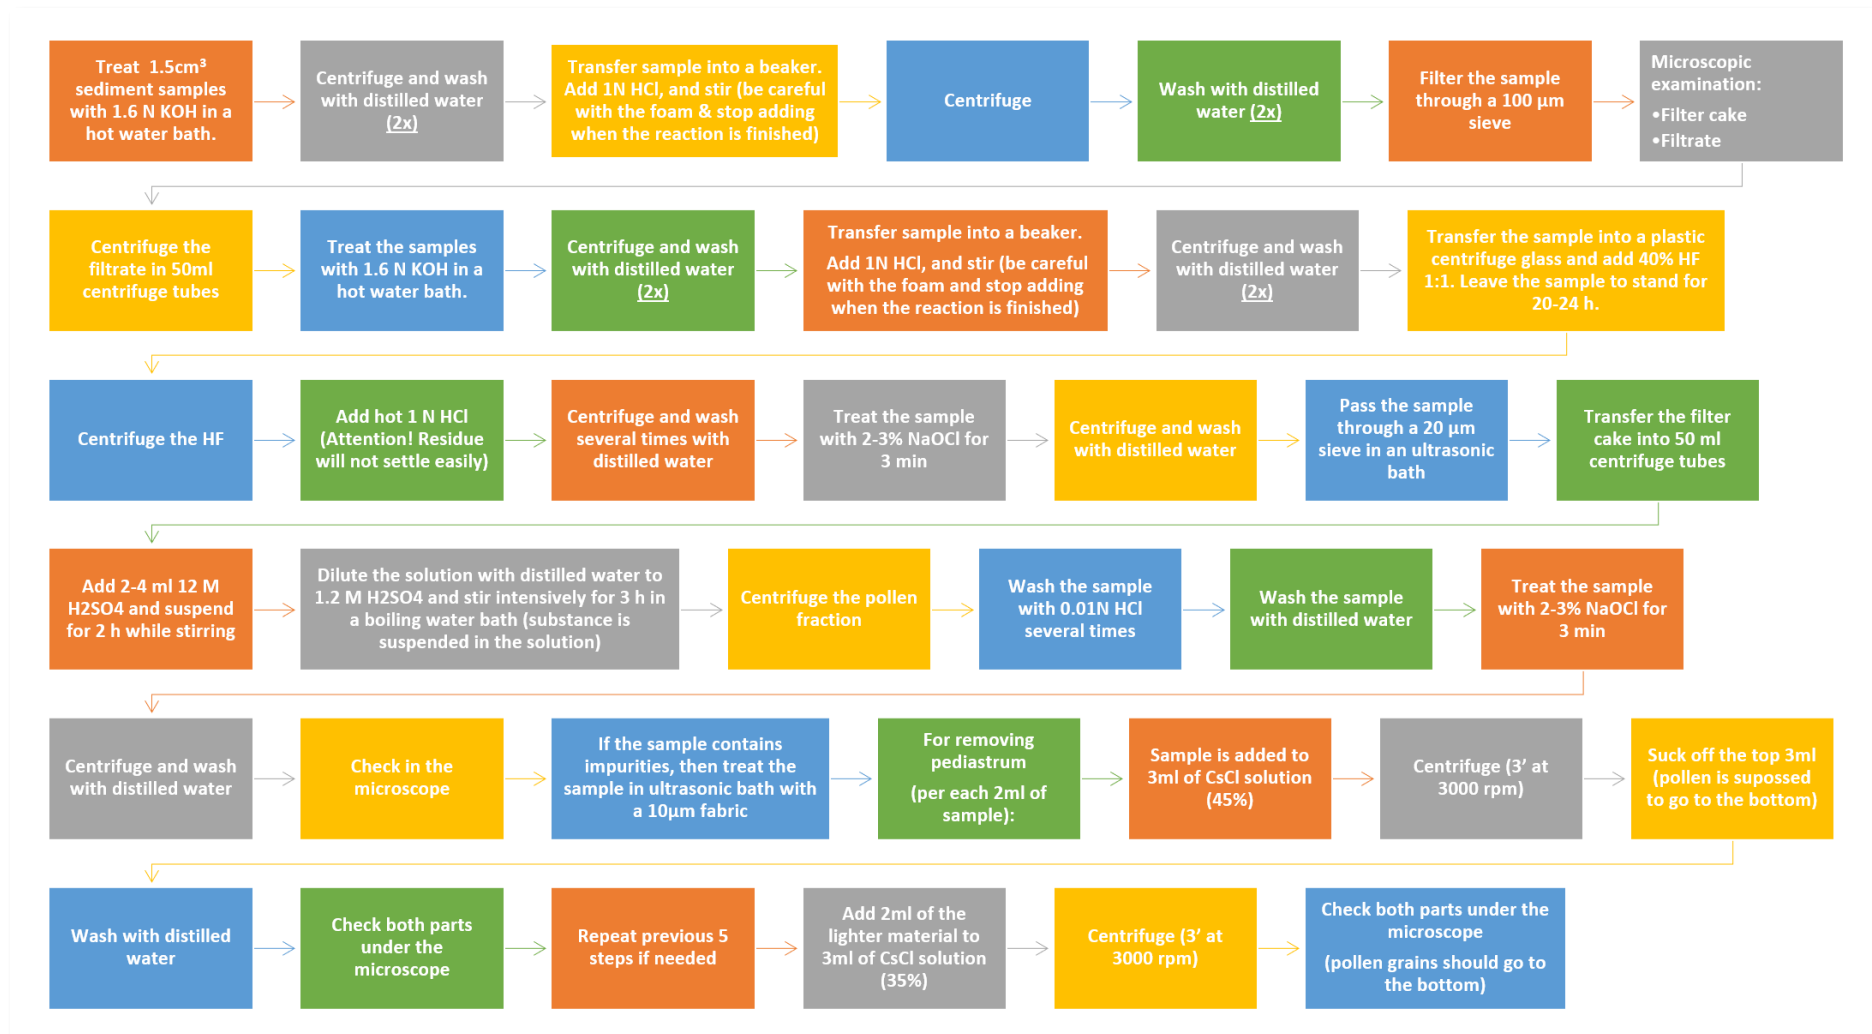 Treat 1.5cm³
sediment samples
with 1.6 N KOH in a
hot water bath.
Centrifuge and wash
with distilled water
(2x)
Transfer sample into a beaker.
Add 1N HCl, and stir (be careful
with the foam & stop adding
when the reaction is finished)
Centrifuge
Wash with distilled
water (2x)
Filter the sample
through a 100 µm
sieve
Microscopic
examination:
•Filter cake
•Filtrate
Centrifuge the
filtrate in 50ml
centrifuge tubes
Treat the samples
with 1.6 N KOH in a
hot water bath.
Centrifuge and wash
with distilled water
(2x)
Transfer sample into a beaker.
Add 1N HCl, and stir (be careful
with the foam and stop adding
when the reaction is finished)
Centrifuge and wash
with distilled water
(2x)
Transfer the sample into a plastic
centrifuge glass and add 40% HF
1:1. Leave the sample to stand for
20-24 h.
Centrifuge the HF
Add hot 1 N HCl
(Attention! Residue
will not settle easily)
Centrifuge and wash
several times with
distilled water
Treat the sample
with 2-3% NaOCl for
3 min
Centrifuge and wash
with distilled water
Pass the sample
through a 20 µm
sieve in an ultrasonic
bath
Transfer the filter
cake into 50 ml
centrifuge tubes
Add 2-4 ml 12 M
H2SO4 and suspend
for 2 h while stirring
Dilute the solution with distilled water to
1.2 M H2SO4 and stir intensively for 3 h in
a boiling water bath (substance is
suspended in the solution)
Centrifuge the pollen
fraction
Wash the sample
with 0.01N HCl
several times
Wash the sample
with distilled water
Treat the sample
with 2-3% NaOCl for
3 min
Centrifuge and wash
with distilled water
Check in the
microscope
If the sample contains
impurities, then treat the
sample in ultrasonic bath with
a 10µm fabric
For removing
pediastrum
(per each 2ml of
sample):
Sample is added to
3ml of CsCl solution
(45%)
Centrifuge (3’ at
3000 rpm)
Suck off the top 3ml
(pollen is supossed
to go to the bottom)
Wash with distilled
water
Check both parts
under the
microscope
Repeat previous 5
steps if needed
Add 2ml of the
lighter material to
3ml of CsCl solution
(35%)
Centrifuge (3’ at
3000 rpm)
Check both parts under the
microscope
(pollen grains should go to
the bottom)